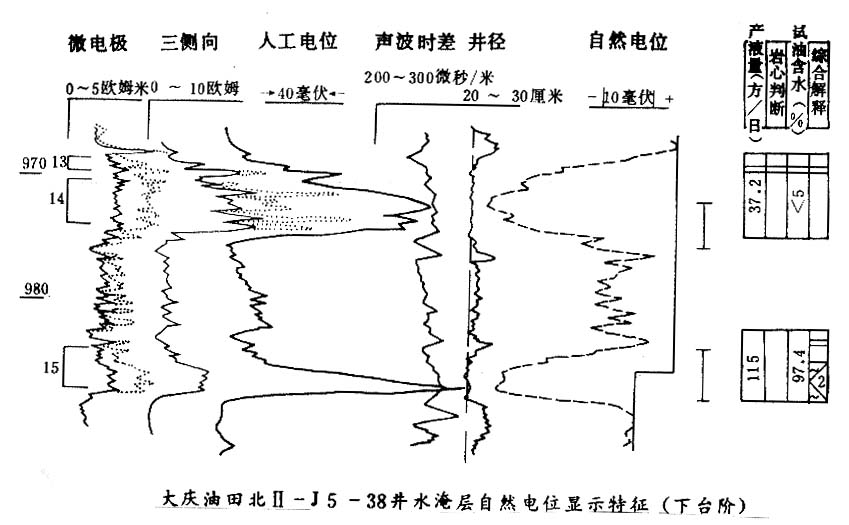 微电极 三侧向 人工电位 声波时差 井径 自然电位
0～5欧姆米 0 ～ 10欧姆 →40毫伏← 200～300微秒/米 20 ～ 30厘米 －|10毫伏| ＋
产液量(方/日) 岩心判断 试油含水(%) 综合解释
970 13
14
37.2 <5
980
15
115 97.4 2
大庆油田北Ⅱ－J5－38井水淹层自然电位显示特征(下台阶)